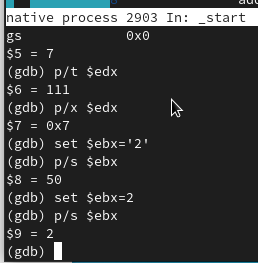 native process 2903 In: _start
gs 0x0
$5 = 7
(gdb) p/t $edx
$6 = 111
(gdb) p/x $edx
$7 = 0x7
(gdb) set $ebx='2'
(gdb) p/s $ebx
$8 = 50
(gdb) set $ebx=2
(gdb) p/s $ebx
$9 = 2
(gdb)